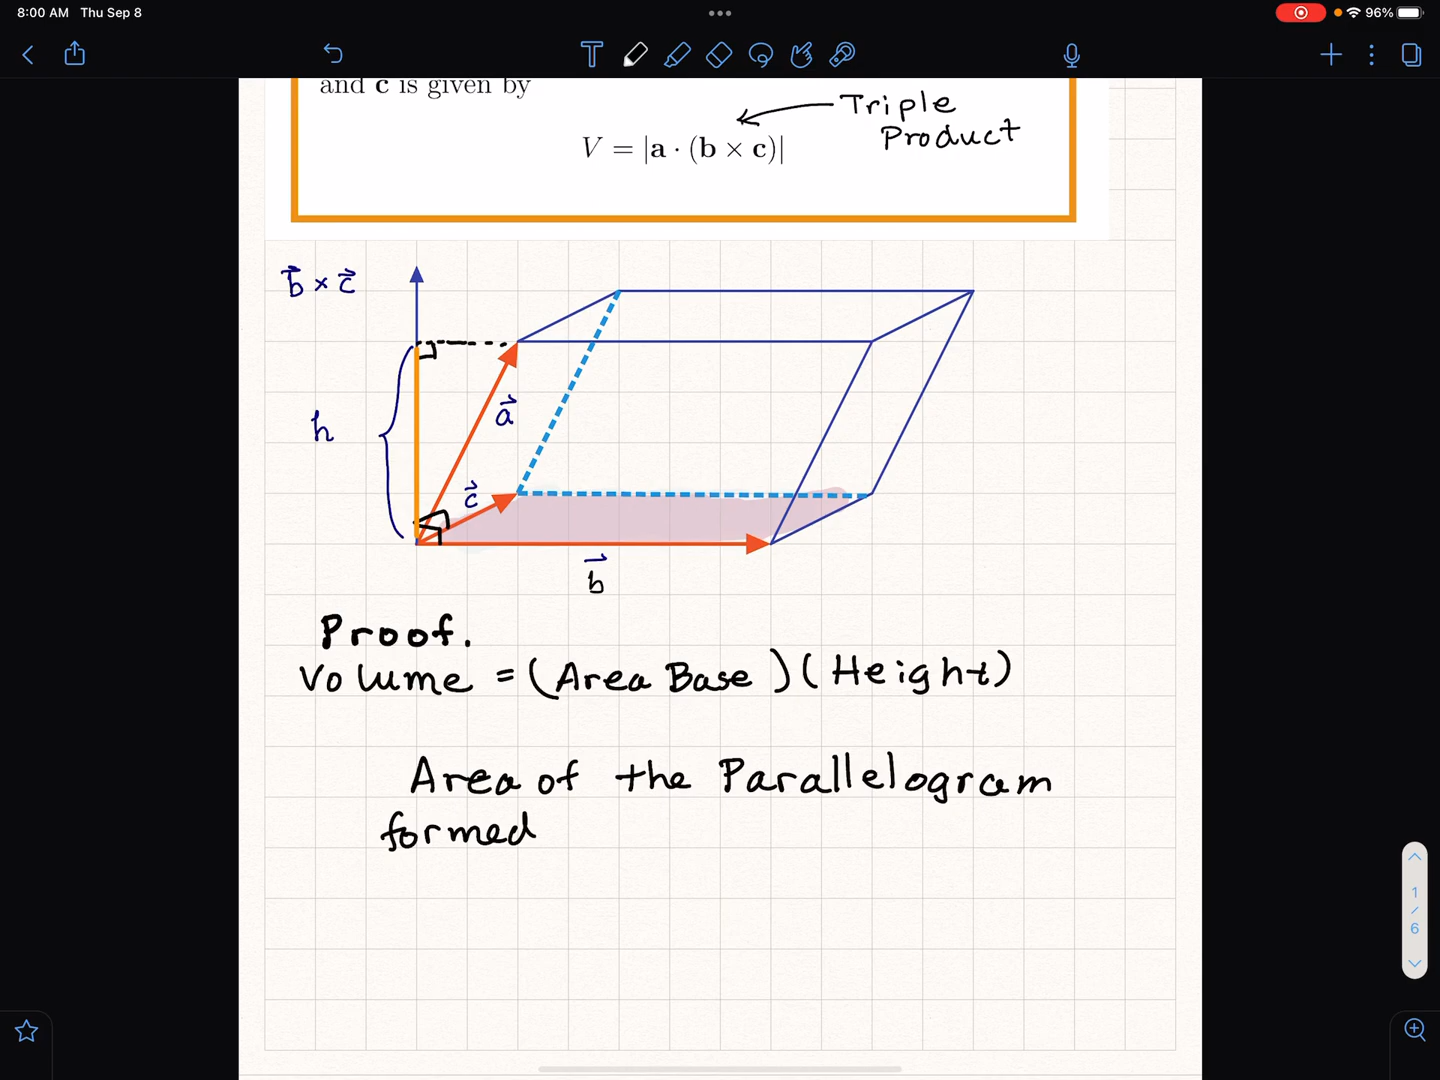 8:00 AM Thu Sep 8
96%
and c is given by
Triple
Product
V = |a · (b × c)|
b⃗ × c⃗
h
a⃗
c⃗
b⃗
Proof.
Volume = (Area Base)(Height)
Area of the Parallelogram
formed
1
/
6